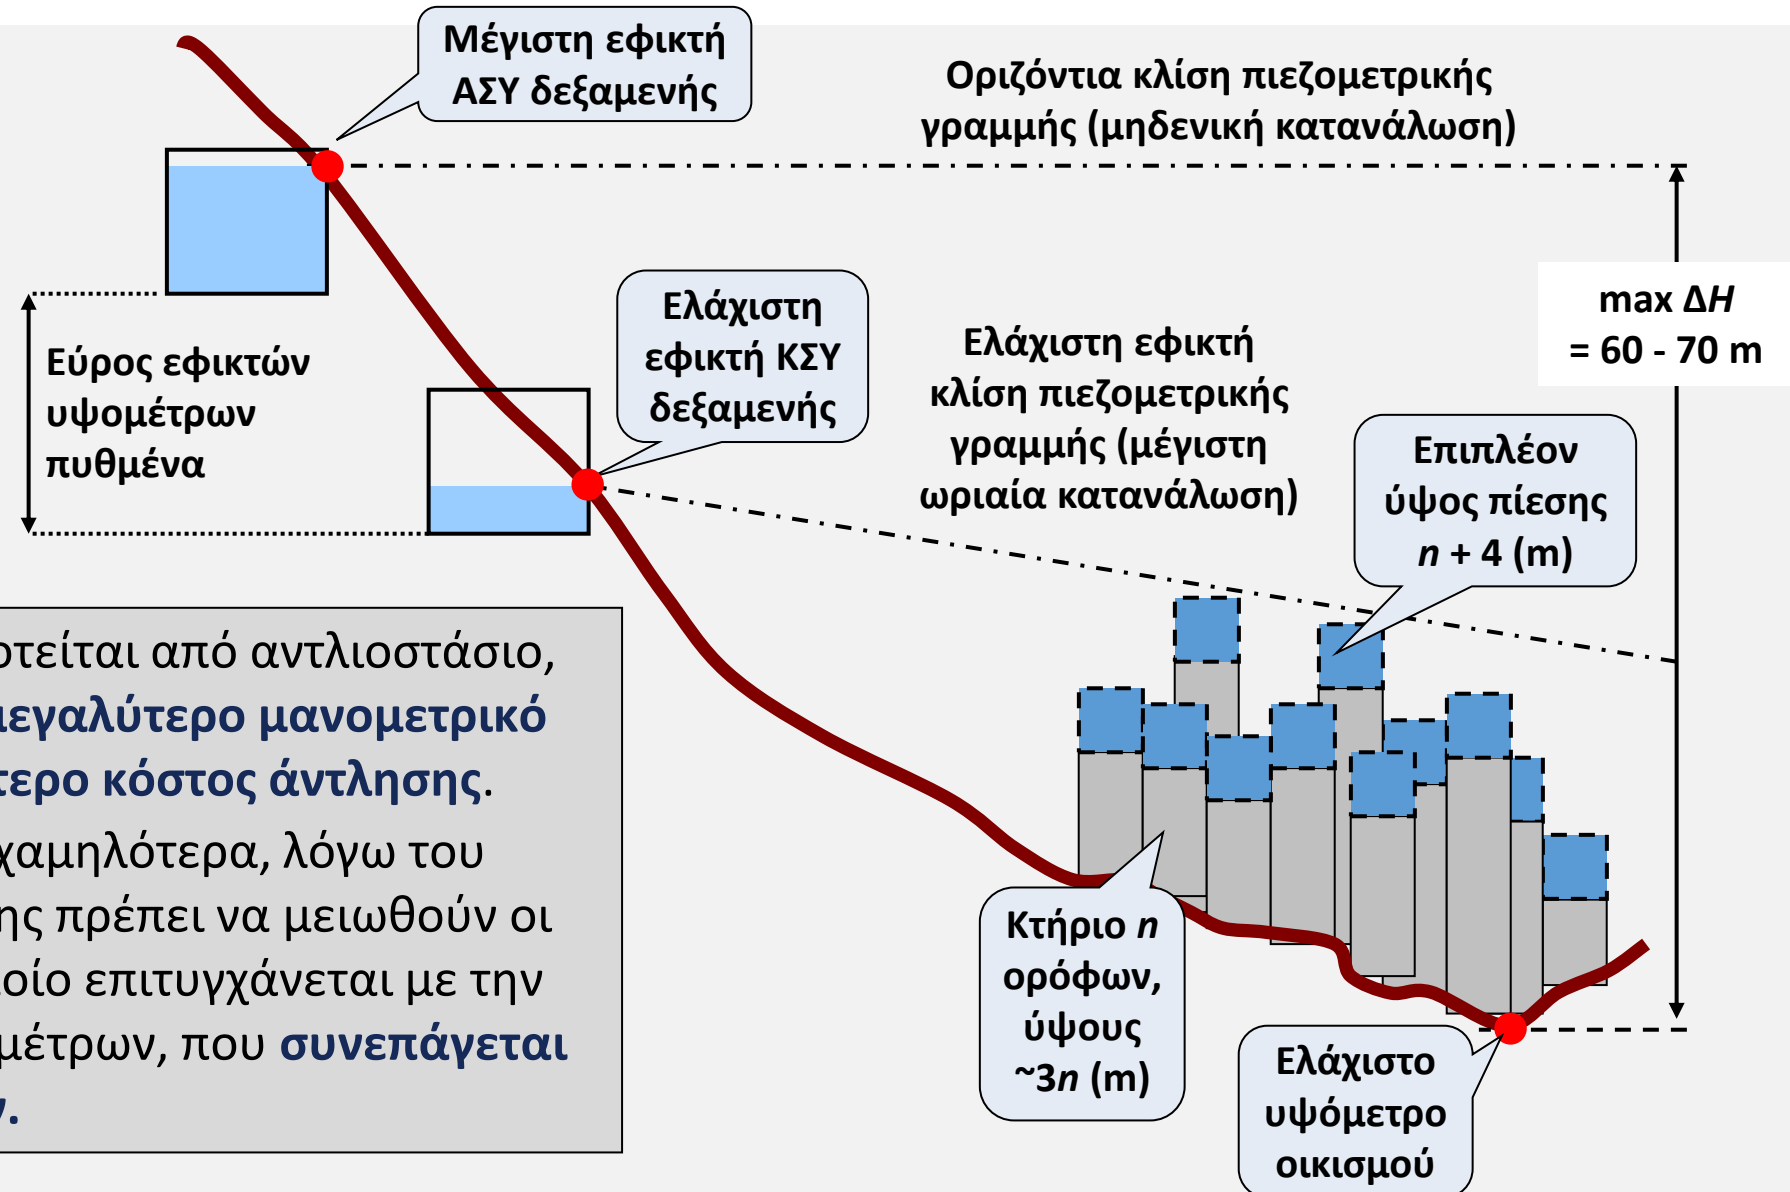 Μέγιστη εφικτή
ΑΣΥ δεξαμενής
Οριζόντια κλίση πιεζομετρικής
γραμμής (μηδενική κατανάλωση)
max ΔH
= 60 - 70 m
Εύρος εφικτών
υψομέτρων
πυθμένα
Ελάχιστη
εφικτή ΚΣΥ
δεξαμενής
Ελάχιστη εφικτή
κλίση πιεζομετρικής
γραμμής (μέγιστη
ωριαία κατανάλωση)
Επιπλέον
ύψος πίεσης
n + 4 (m)
οτείται από αντλιοστάσιο,
μεγαλύτερο μανομετρικό
τερο κόστος άντλησης.
χαμηλότερα, λόγω του
ης πρέπει να μειωθούν οι
οίο επιτυγχάνεται με την
μέτρων, που συνεπάγεται
ν.
Κτήριο n
ορόφων,
ύψους
~3n (m)
Ελάχιστο
υψόμετρο
οικισμού